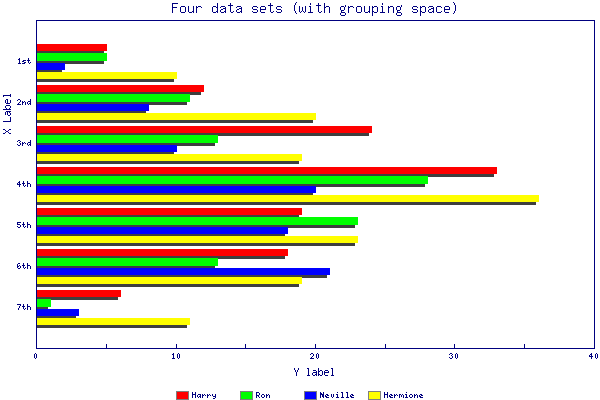 Four data sets (with grouping space)
X Label
1st
2nd
3rd
4th
5th
6th
7th
0 10 20 30 40
Y label
Harry Ron Neville Hermione